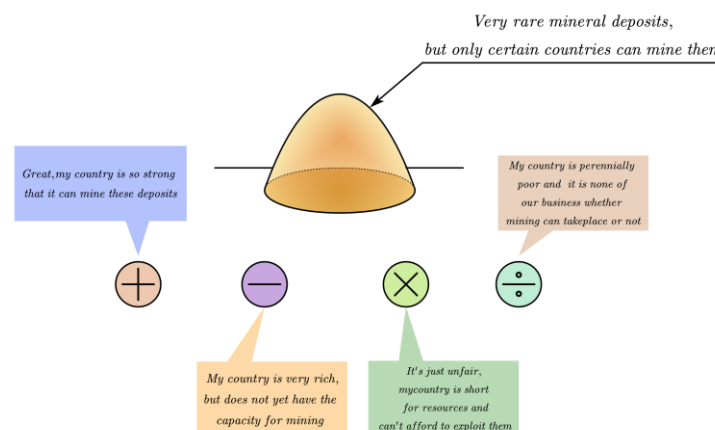 Very rare mineral deposits,
but only certain countries can mine them
Great,my country is so strong
that it can mine these deposits
My country is perennially
poor and it is none of
our business whether
mining can takeplace or not
My country is very rich,
but does not yet have the
capacity for mining
It's just unfair,
mycountry is short
for resources and
can't afford to exploit them